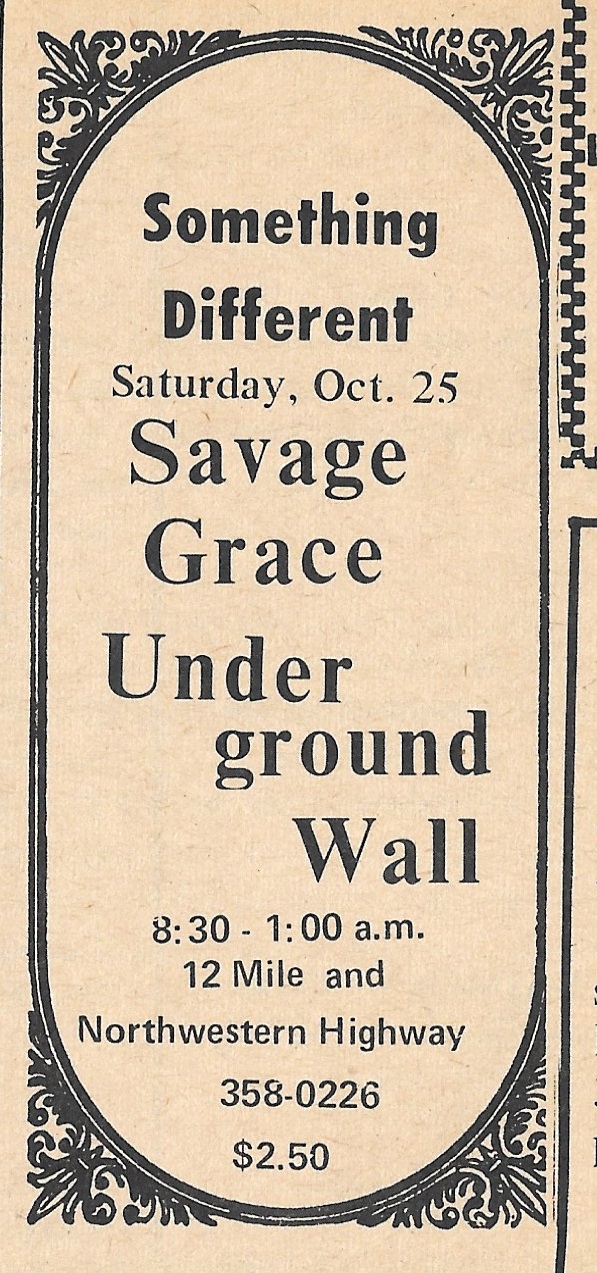 Something
Different
Saturday, Oct. 25
Savage
Grace
Under
ground
Wall
8:30 - 1:00 a.m.
12 Mile and
Northwestern Highway
358-0226
$2.50